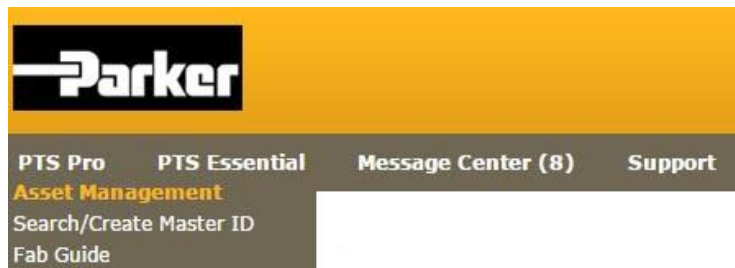 Parker
PTS Pro PTS Essential Message Center (8) Support
Asset Management
Search/Create Master ID
Fab Guide